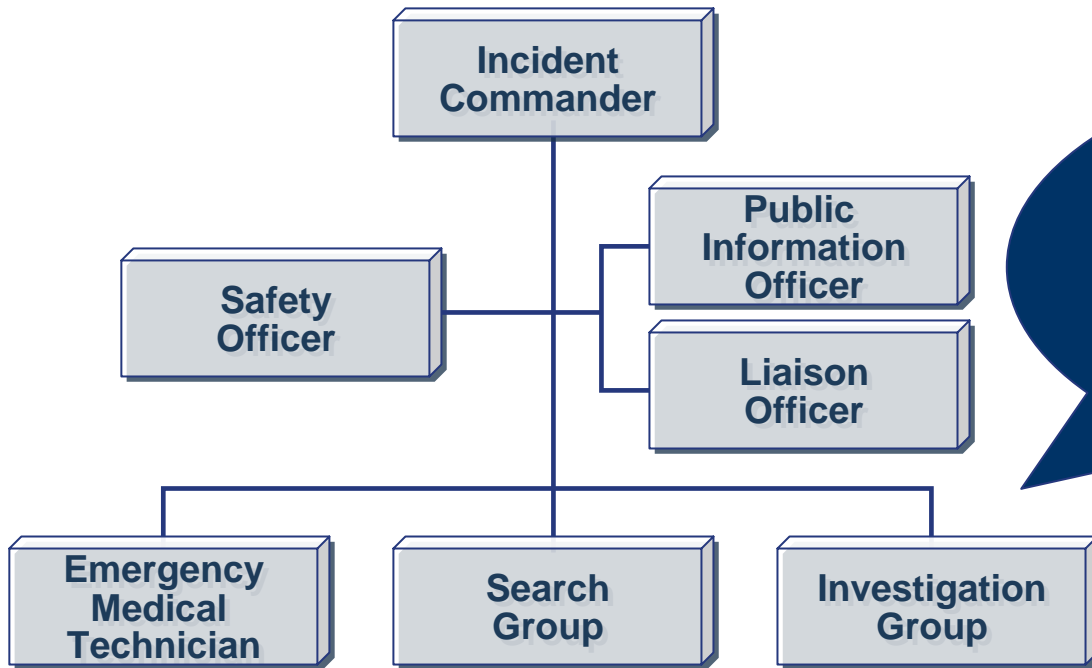 Incident
Commander
Public
Information
Officer
Safety
Officer
Liaison
Officer
Emergency
Medical
Technician
Search
Group
Investigation
Group